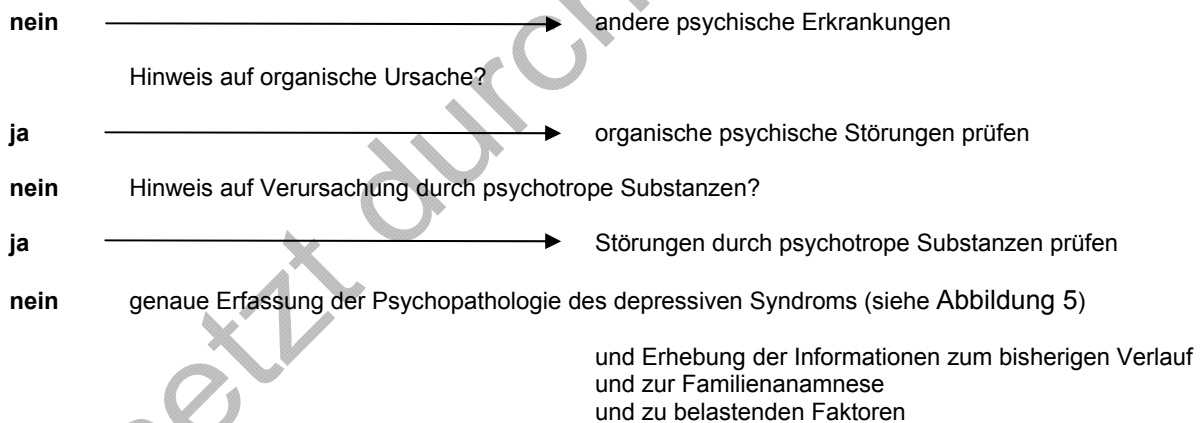 nein andere psychische Erkrankungen
Hinweis auf organische Ursache?
ja organische psychische Störungen prüfen
nein Hinweis auf Verursachung durch psychotrope Substanzen?
ja Störungen durch psychotrope Substanzen prüfen
nein genaue Erfassung der Psychopathologie des depressiven Syndroms (siehe Abbildung 5)
und Erhebung der Informationen zum bisherigen Verlauf
und zur Familienanamnese
und zu belastenden Faktoren